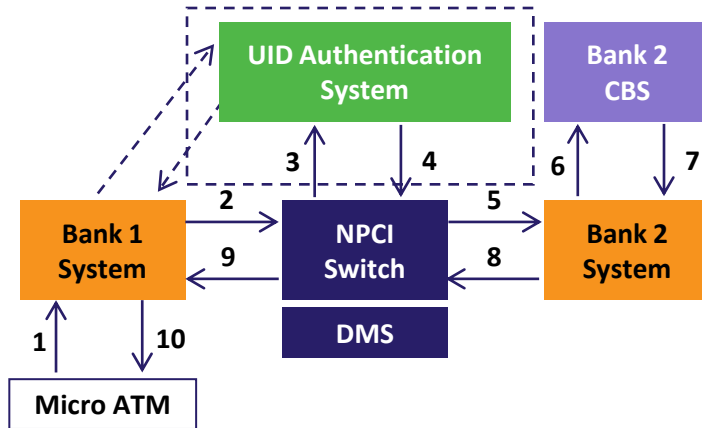 UID Authentication
System
Bank 2
CBS
3
4
6
7
2
5
Bank 1
System
NPCI
Switch
Bank 2
System
9
8
DMS
1
10
Micro ATM